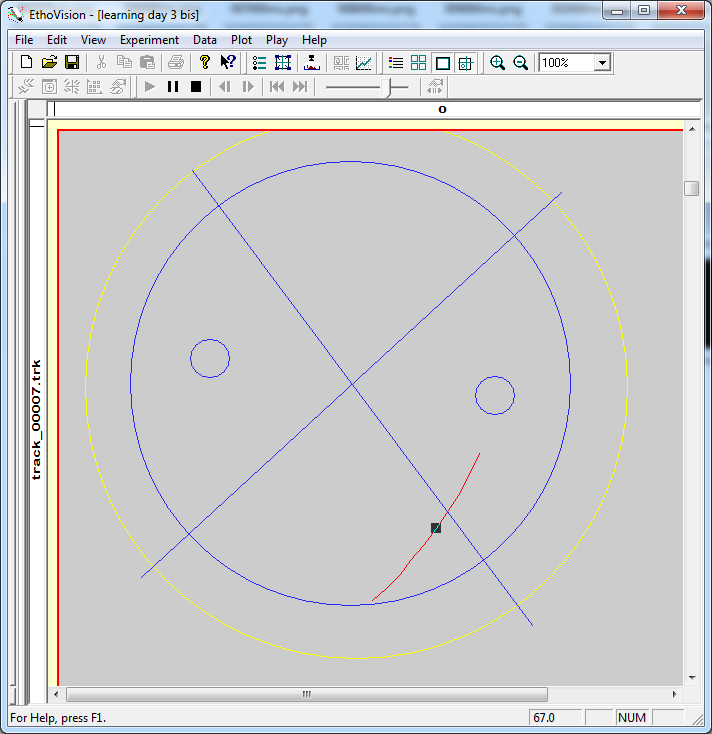 EthoVision - [learning day 3 bis]
File Edit View Experiment Data Plot Play Help
100%
0
track_00007.trk
For Help, press F1.
67.0
NUM